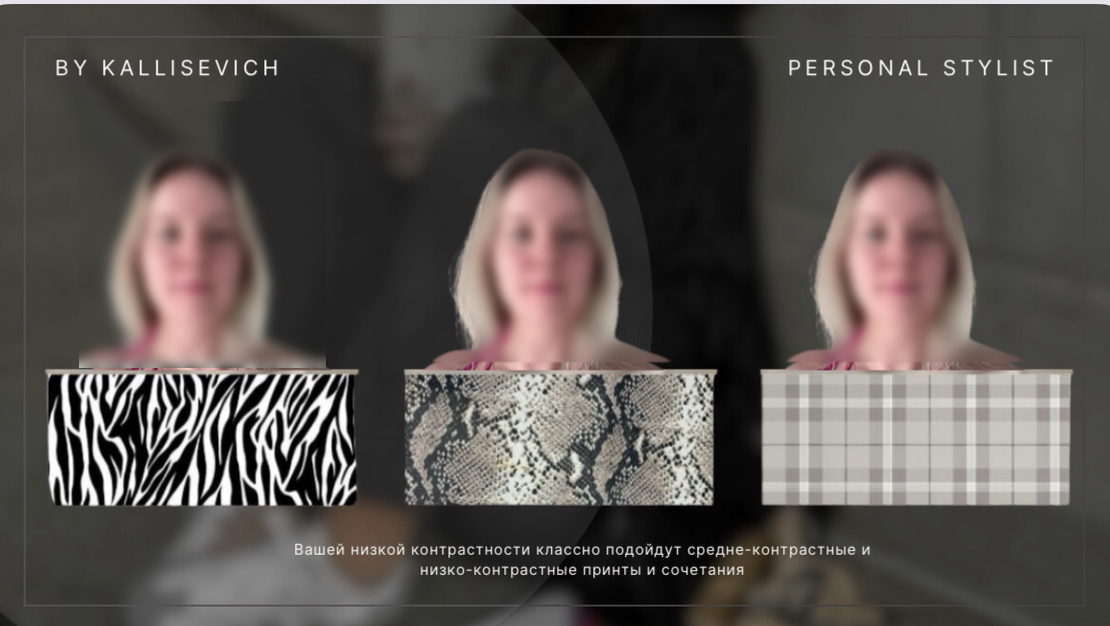 BY KALLISEVICH
PERSONAL STYLIST
Вашей низкой контрастности классно подойдут средне-контрастные и
низко-контрастные принты и сочетания